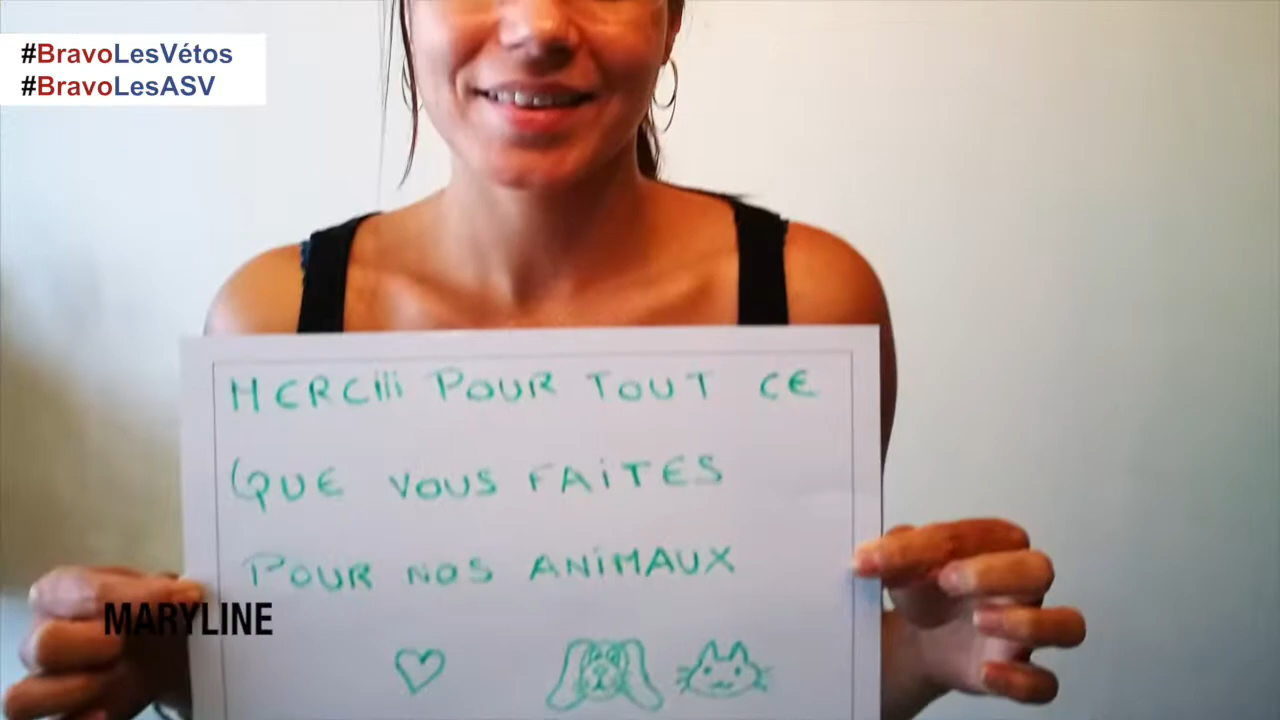 #BravoLesVétos
#BravoLesASV
MERCiii POUR TOUT CE
QUE VOUS FAiTES
POUR NOS ANiMAUX
MARYLINE